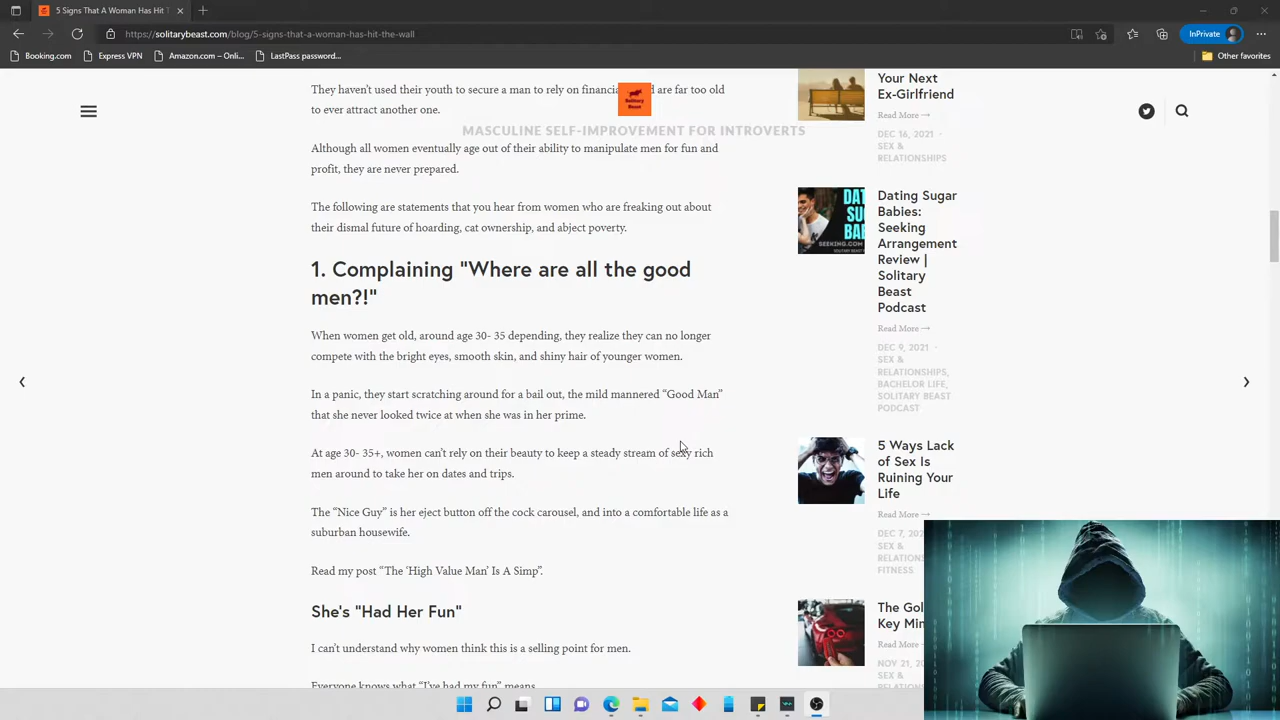 5 Signs That A Woman Has Hit T
https://solitarybeast.com/blog/5-signs-that-a-woman-has-hit-the-wall
InPrivate
Booking.com
Express VPN
Amazon.com – Onli...
LastPass password...
Other favorites
Solitary
Beast
MASCULINE SELF-IMPROVEMENT FOR INTROVERTS
They haven't used their youth to secure a man to rely on financia
d are far too old
to ever attract another one.
Although all women eventually age out of their ability to manipulate men for fun and
profit, they are never prepared.
The following are statements that you hear from women who are freaking out about
their dismal future of hoarding, cat ownership, and abject poverty.
1. Complaining "Where are all the good
men?!"
When women get old, around age 30- 35 depending, they realize they can no longer
compete with the bright eyes, smooth skin, and shiny hair of younger women.
In a panic, they start scratching around for a bail out, the mild mannered “Good Man”
that she never looked twice at when she was in her prime.
At age 30- 35+, women can’t rely on their beauty to keep a steady stream of sexy rich
men around to take her on dates and trips.
The “Nice Guy” is her eject button off the cock carousel, and into a comfortable life as a
suburban housewife.
Read my post “The ‘High Value Man’ Is A Simp”.
She's "Had Her Fun"
I can’t understand why women think this is a selling point for men.
Everyone knows what “I’ve had my fun” means.
Your Next
Ex-Girlfriend
Read More →
DEC 16, 2021 ·
SEX &
RELATIONSHIPS
DAT
SU
BAB
SEEKING.COM
Dating Sugar
Babies:
Seeking
Arrangement
Review |
Solitary
Beast
Podcast
Read More →
DEC 9, 2021 ·
SEX &
RELATIONSHIPS,
BACHELOR LIFE,
SOLITARY BEAST
PODCAST
5 Ways Lack
of Sex Is
Ruining Your
Life
Read More →
DEC 7, 202
SEX &
RELATION
FITNESS
The Gol
Key Min
Read More
NOV 21, 20
SEX &